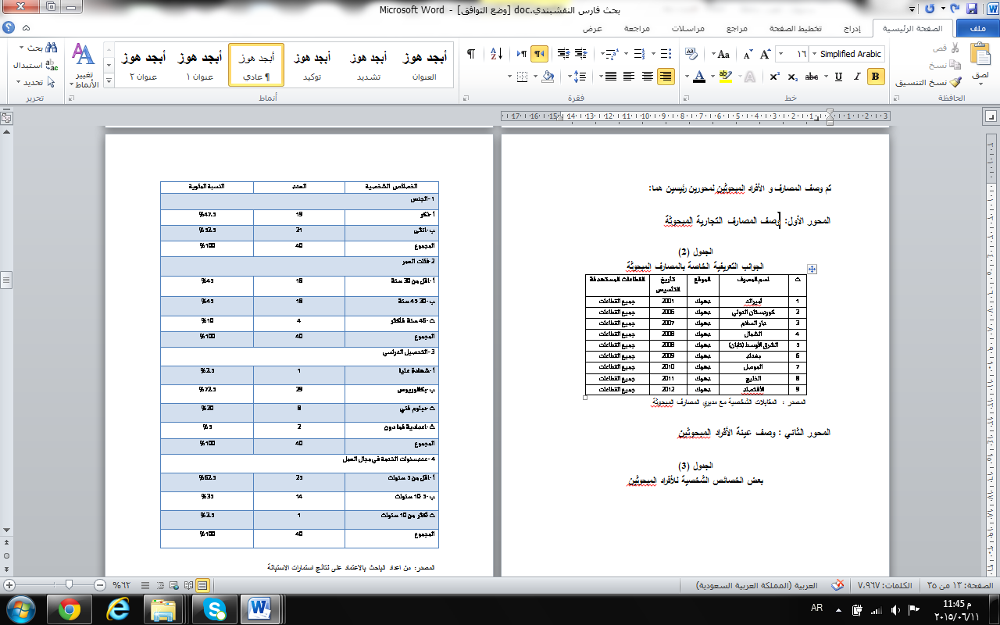 بحث فارس النقشبندي.doc [وضع التوافق] - Microsoft Word
ملف الصفحة الرئيسية إدراج تخطيط الصفحة مراجع مراسلات مراجعة عرض
لصق
قص
نسخ
نسخ التنسيق
الحافظة
Simplified Arabic ١٦
خط
فقرة
أبجد هوز أبجد هوز أبجد هوز أبجد هوز أبجد هوز أبجد هوز
العنوان تشديد توكيد ¶ عادي عنوان ١ عنوان ٢
تغيير الأنماط
أنماط
بحث
استبدال
تحديد
تحرير
تم وصف المصارف و الأفراد المبحوثين لمحورين رئيسين هما:
المحور الأول: وصف المصارف التجارية المبحوثة
الجدول (2)
الجوانب التعريفية الخاصة بالمصارف المبحوثة
ت اسم المصرف الموقع تأريخ التأسيس القطاعات المستهدفة
1 أميرالد دهوك 2001 جميع القطاعات
2 كوردستان الدولي دهوك 2006 جميع القطاعات
3 دار السلام دهوك 2007 جميع القطاعات
4 الشمال دهوك 2008 جميع القطاعات
5 الشرق الأوسط دهوك 2008 جميع القطاعات
6 بغداد دهوك 2009 جميع القطاعات
7 الموصل دهوك 2010 جميع القطاعات
8 الخليج دهوك 2011 جميع القطاعات
9 الأقتصاد دهوك 2012 جميع القطاعات
المصدر : المقابلات الشخصية مع مديري المصارف المبحوثة
المحور الثاني : وصف عينة الأفراد المبحوثين
الجدول (3)
بعض الخصائص الشخصية للأفراد المبحوثين
الخصائص الشخصية العدد النسبة المئوية
1-الجنس
أ-ذكر 19 47.5%
ب-انثى 21 52.5%
المجموع 40 100%
2-فئات العمر
أ-اقل من 30 سنة 18 45%
ب-30-45 سنة 18 45%
ت-46 سنة فأكثر 4 10%
المجموع 40 100%
3-التحصيل الدراسي
أ-شهادة عليا 1 2.5%
ب-بكالوريوس 29 72.5%
ت-دبلوم فني 8 20%
ث-اعدادية فما دون 2 5%
المجموع 40 100%
4-عدد سنوات الخدمة في مجال العمل
أ-اقل من 5 سنوات 25 62.5%
ب-5-10 سنوات 14 35%
ت-أكثر من 10 سنوات 1 2.5%
المجموع 40 100%
المصدر: من اعداد الباحث بالاعتماد على نتائج استمارات الاستبانة
الصفحة: ١٣ من ٣٥ الكلمات: ٧.٩٦٧ العربية (المملكة العربية السعودية) ٦٢%
AR
11:45 م
٢٠١٥/٠٦/١١